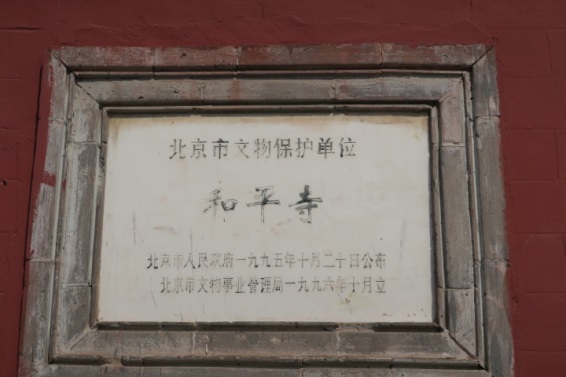 北京市文物保护单位
和平寺
北京市人民政府一九九五年十月二十日公布
北京市文物事业管理局一九九六年十月立